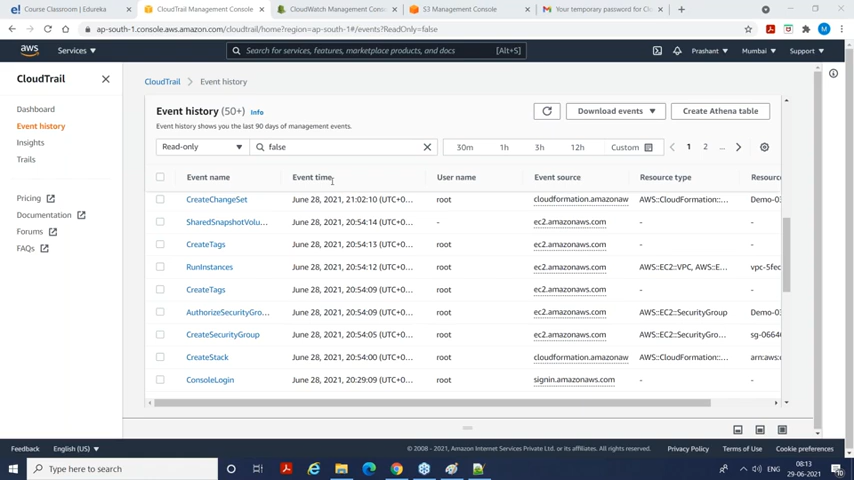 Course Classroom | Edureka
CloudTrail Management Console
CloudWatch Management Console
S3 Management Console
Your temporary password for
ap-south-1.console.aws.amazon.com/cloudtrail/home?region=ap-south-1#/events?ReadOnly=false
aws Services Search for services, features, marketplace products, and docs [Alt+S] Prashant Mumbai Support
CloudTrail
CloudTrail > Event history
Dashboard
Event history
Insights
Trails
Pricing
Documentation
Forums
FAQs
Event history (50+) Info
Event history shows you the last 90 days of management events.
Download events
Create Athena table
Read-only false 30m 1h 3h 12h Custom 1 2 ...
Event name Event time User name Event source Resource type Resource
CreateChangeSet June 28, 2021, 21:02:10 (UTC+0... root cloudformation.amazonaw AWS::CloudFormation::... Demo-03
SharedSnapshotVolu... June 28, 2021, 20:54:14 (UTC+0... - ec2.amazonaws.com - -
CreateTags June 28, 2021, 20:54:13 (UTC+0... root ec2.amazonaws.com - -
RunInstances June 28, 2021, 20:54:12 (UTC+0... root ec2.amazonaws.com AWS::EC2::VPC, AWS::E... vpc-5fec
CreateTags June 28, 2021, 20:54:09 (UTC+0... root ec2.amazonaws.com - -
AuthorizeSecurityGro... June 28, 2021, 20:54:09 (UTC+0... root ec2.amazonaws.com AWS::EC2::SecurityGroup Demo-03
CreateSecurityGroup June 28, 2021, 20:54:05 (UTC+0... root ec2.amazonaws.com AWS::EC2::SecurityGro... sg-0664
CreateStack June 28, 2021, 20:54:00 (UTC+0... root cloudformation.amazonaw AWS::CloudFormation::... arn:aws:
ConsoleLogin June 28, 2021, 20:29:09 (UTC+0... root signin.amazonaws.com - -
Feedback English (US) © 2008 - 2021, Amazon Internet Services Private Ltd. or its affiliates. All rights reserved. Privacy Policy Terms of Use Cookie preferences
Type here to search
ENG
08:13
29-06-2021